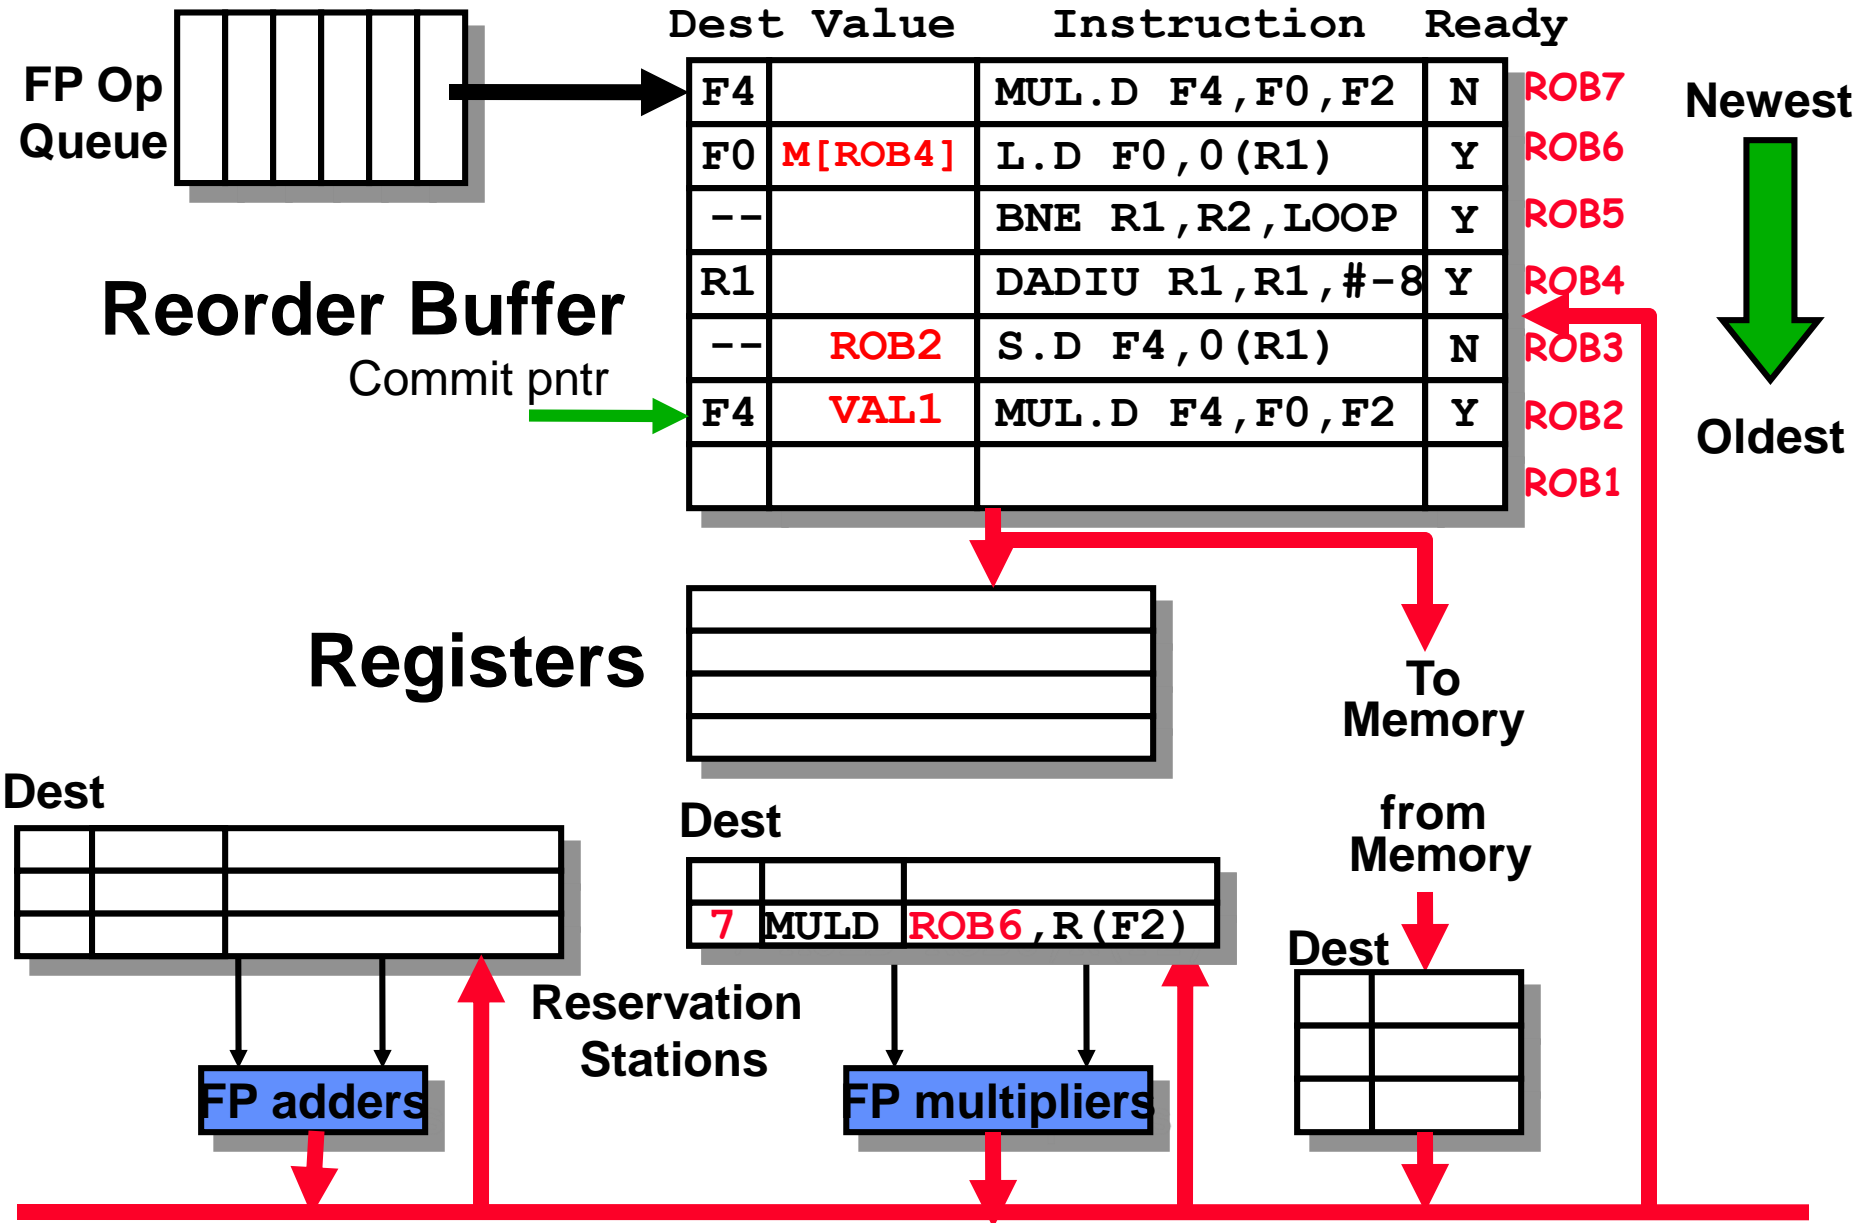 Dest Value Instruction Ready
FP Op
Queue
F4 MUL.D F4,F0,F2 N ROB7
F0 M[ROB4] L.D F0,0(R1) Y ROB6
-- BNE R1,R2,LOOP Y ROB5
R1 DADIU R1,R1,#-8 Y ROB4
-- ROB2 S.D F4,0(R1) N ROB3
F4 VAL1 MUL.D F4,F0,F2 Y ROB2
ROB1
Newest
Oldest
Reorder Buffer
Commit pntr
Registers
To
Memory
Dest
Dest
from
Memory
7 MULD ROB6,R(F2)
Dest
Reservation
Stations
FP adders
FP multipliers